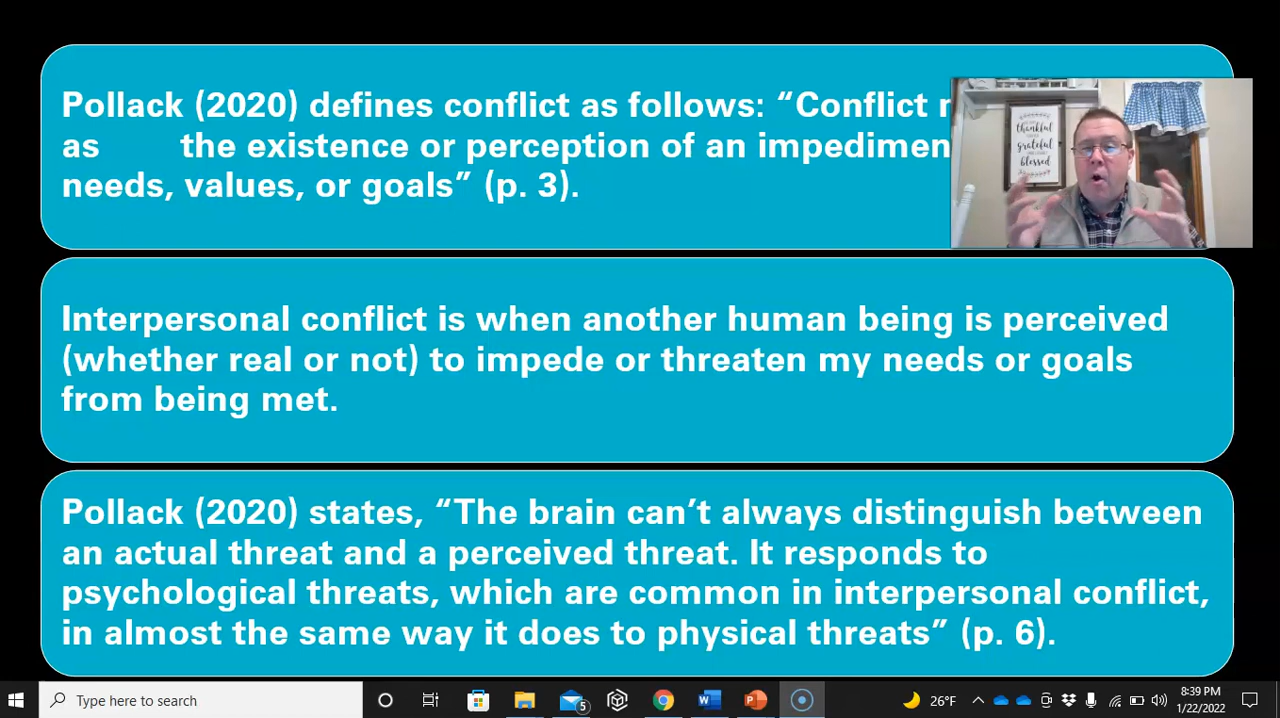 Pollack (2020) defines conflict as follows: “Conflict
as the existence or perception of an
needs, values, or goals” (p. 3).
thankful
grateful
blessed
Interpersonal conflict is when another human being is perceived
(whether real or not) to impede or threaten my needs or goals
from being met.
Pollack (2020) states, “The brain can’t always distinguish between
an actual threat and a perceived threat. It responds to
psychological threats, which are common in interpersonal conflict,
in almost the same way it does to physical threats” (p. 6).
Type here to search
5
26°F
8:39 PM
1/22/2022